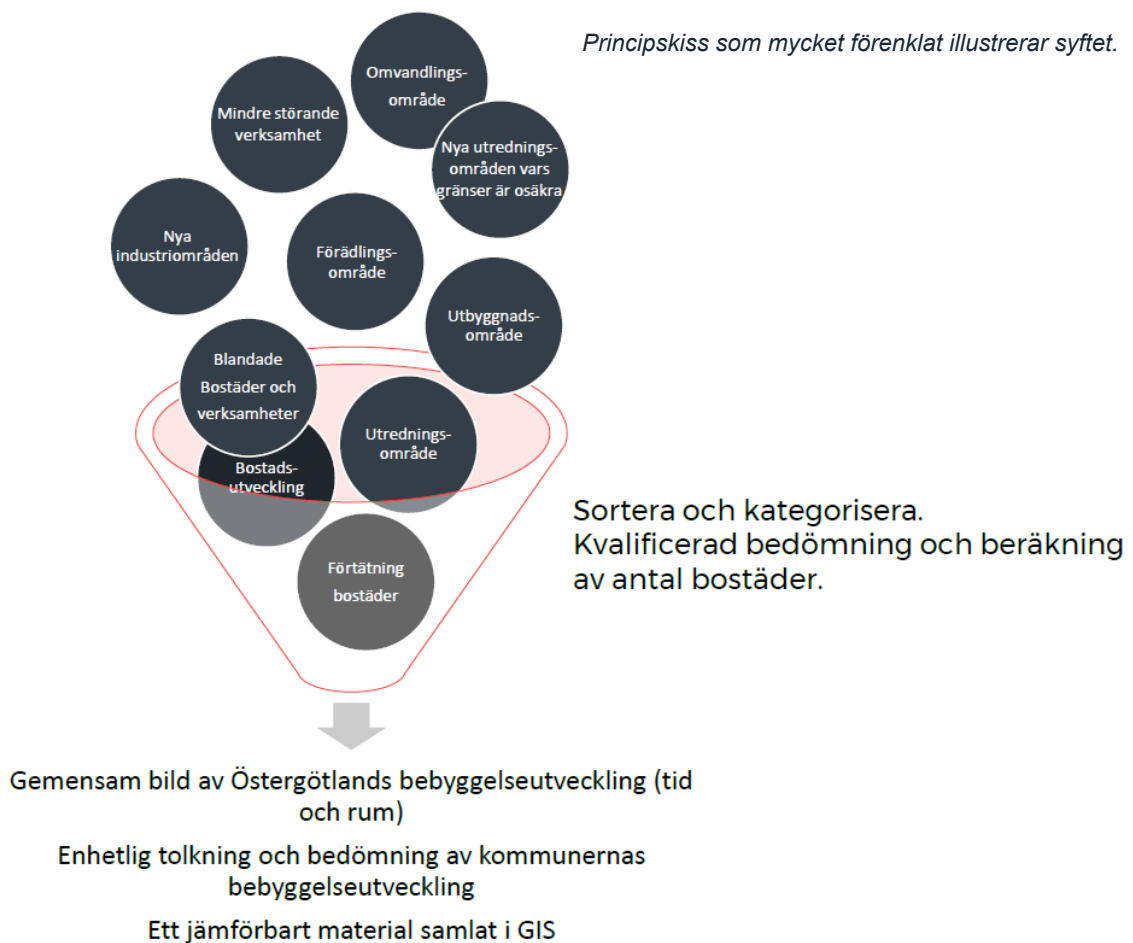 Principskiss som mycket förenklat illustrerar syftet.
Omvandlings-
område
Mindre störande
verksamhet
Nya utrednings-
områden vars
gränser är osäkra
Nya
industriområden
Förädlings-
område
Utbyggnads-
område
Blandade
Bostäder och
verksamheter
Utrednings-
område
Bostads-
utveckling
Förtätning
bostäder
Sortera och kategorisera.
Kvalificerad bedömning och beräkning
av antal bostäder.
Gemensam bild av Östergötlands bebyggelseutveckling (tid
och rum)
Enhetlig tolkning och bedömning av kommunernas
bebyggelseutveckling
Ett jämförbart material samlat i GIS